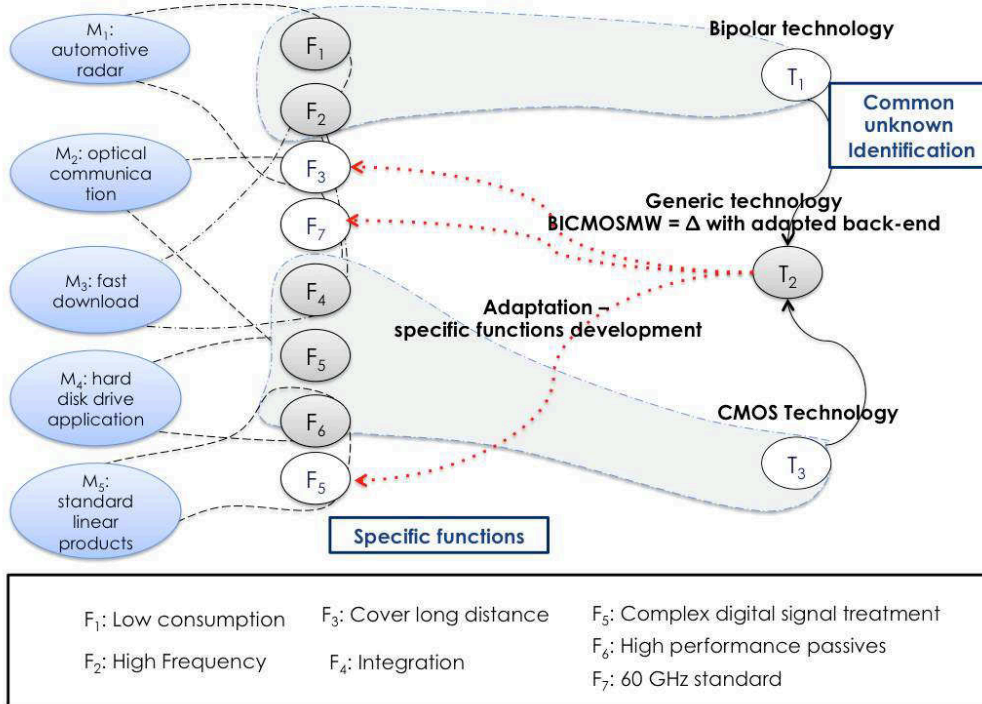 M₁:
automotive
radar
M₂: optical
communica
tion
M₃: fast
download
M₄: hard
disk drive
application
M₅:
standard
linear
products
F₁
F₂
F₃
F₇
F₄
F₅
F₆
F₅
Bipolar technology
T₁
Common
unknown
Identification
Generic technology
BICMOSMW = Δ with adapted back-end
T₂
Adaptation –
specific functions development
CMOS Technology
T₃
Specific functions
F₁: Low consumption
F₂: High Frequency
F₃: Cover long distance
F₄: Integration
F₅: Complex digital signal treatment
F₆: High performance passives
F₇: 60 GHz standard